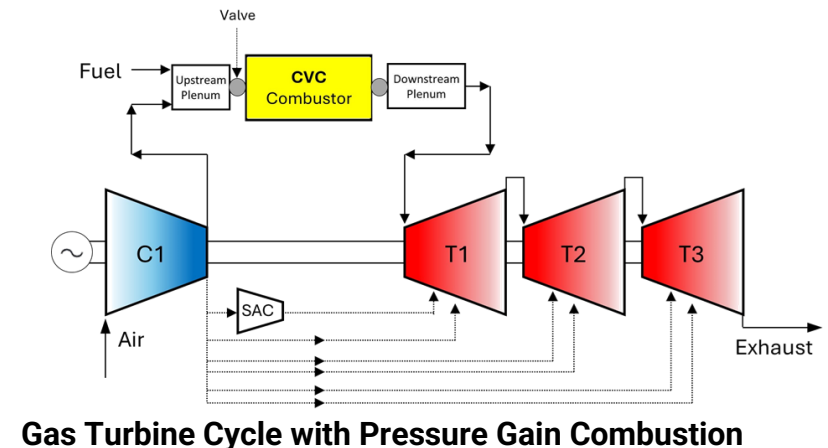 Valve
Fuel
Upstream
Plenum
CVC
Combustor
Downstream
Plenum
C1
T1
T2
T3
SAC
Air
Exhaust
Gas Turbine Cycle with Pressure Gain Combustion